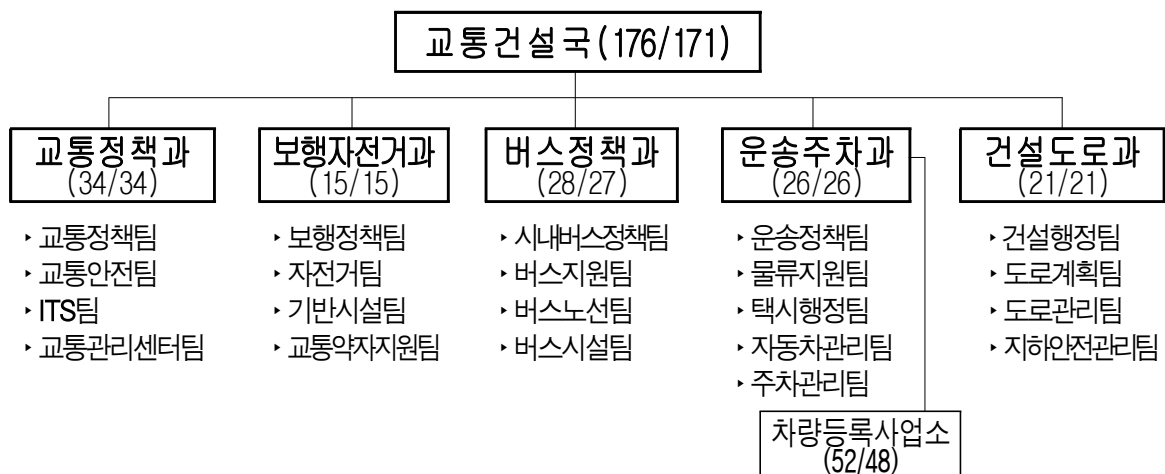 교통건설국(176/171)
교통정책과
(34/34)
‣ 교통정책팀
‣ 교통안전팀
‣ ITS팀
‣ 교통관리센터팀
보행자전거과
(15/15)
‣ 보행정책팀
‣ 자전거팀
‣ 기반시설팀
‣ 교통약자지원팀
버스정책과
(28/27)
‣ 시내버스정책팀
‣ 버스지원팀
‣ 버스노선팀
‣ 버스시설팀
운송주차과
(26/26)
‣ 운송정책팀
‣ 물류지원팀
‣ 택시행정팀
‣ 자동차관리팀
‣ 주차관리팀
차량등록사업소
(52/48)
건설도로과
(21/21)
‣ 건설행정팀
‣ 도로계획팀
‣ 도로관리팀
‣ 지하안전관리팀